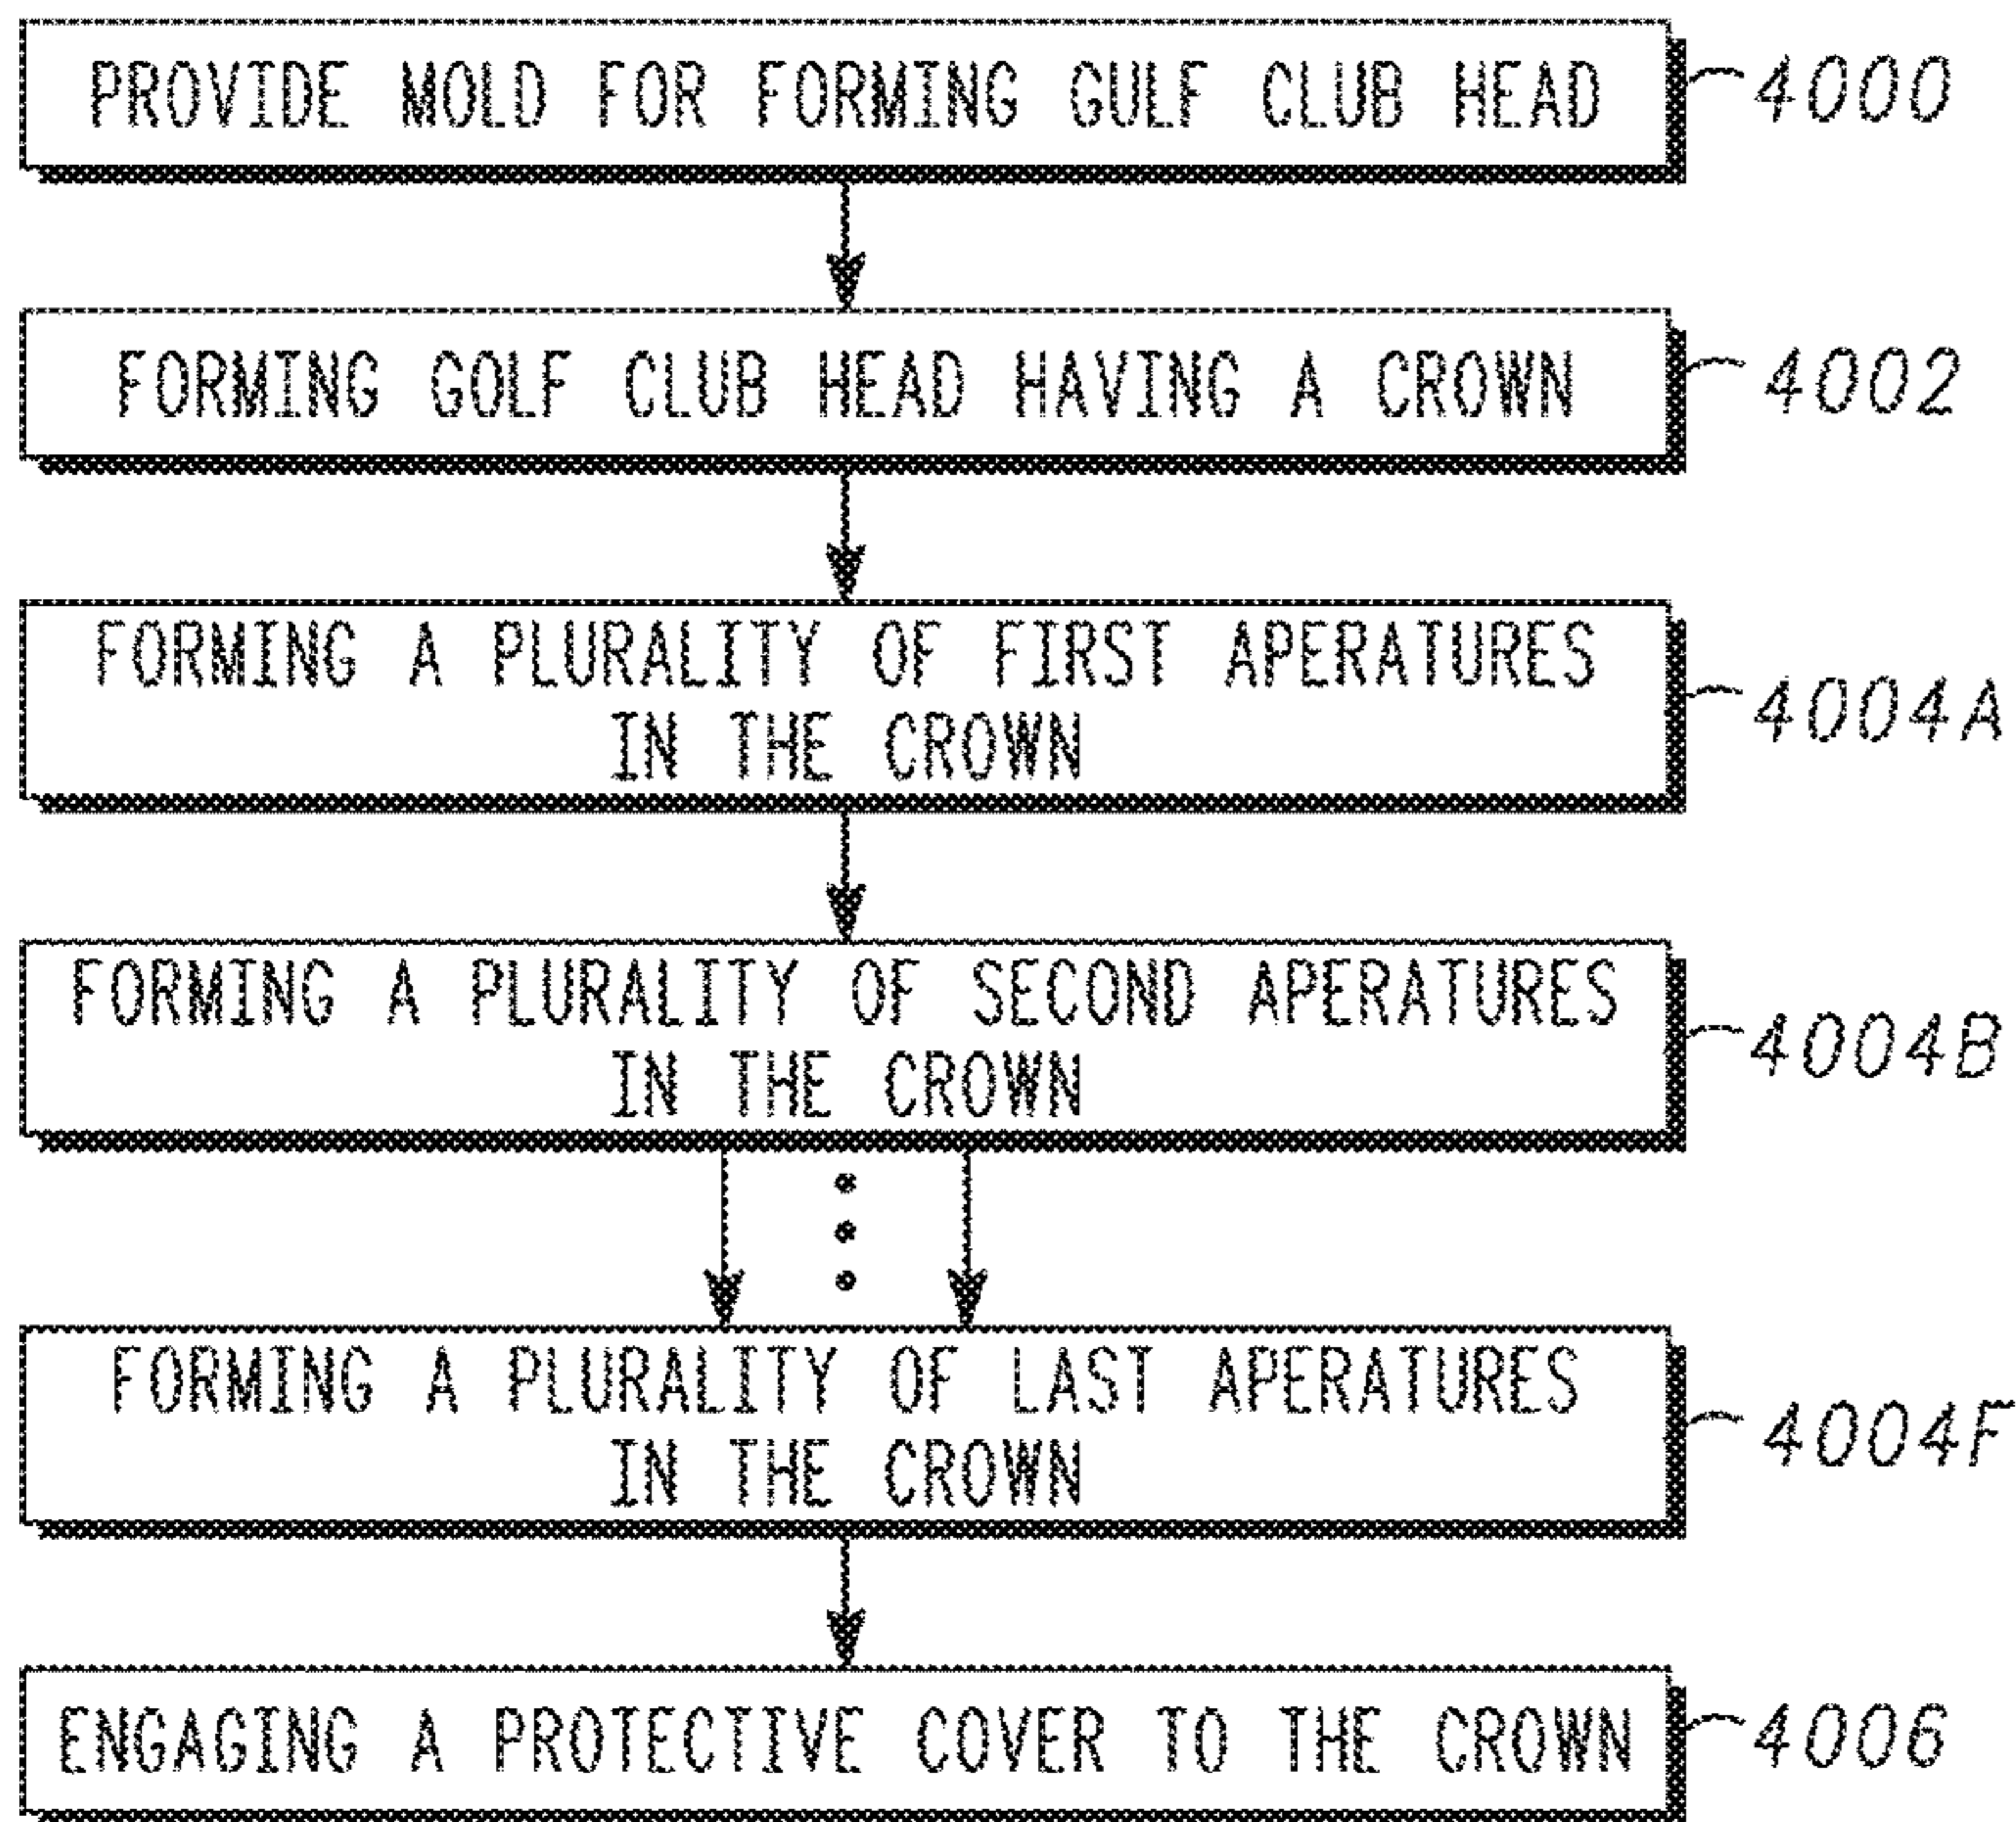 PROVIDE MOLD FOR FORMING GULF CLUB HEAD
4000
FORMING GOLF CLUB HEAD HAVING A CROWN
4002
FORMING A PLURALITY OF FIRST APERATURES
IN THE CROWN
4004A
FORMING A PLURALITY OF SECOND APERATURES
IN THE CROWN
4004B
FORMING A PLURALITY OF LAST APERATURES
IN THE CROWN
4004F
ENGAGING A PROTECTIVE COVER TO THE CROWN
4006